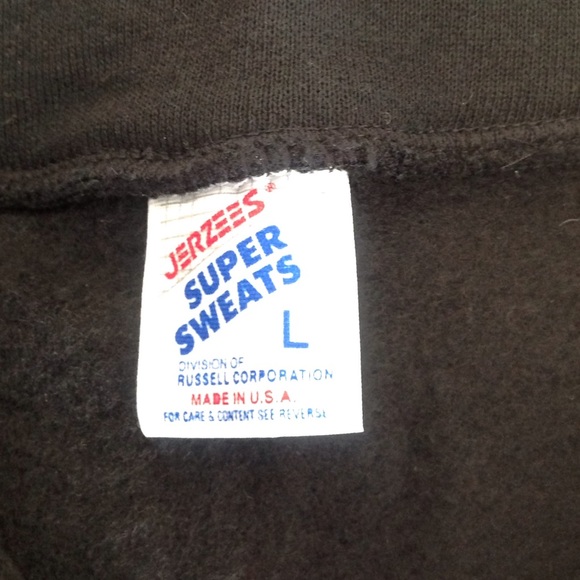 JERZEES®
SUPER
SWEATS
L
DIVISION OF
RUSSELL CORPORATION
MADE IN U.S.A.
FOR CARE & CONTENT SEE REVERSE